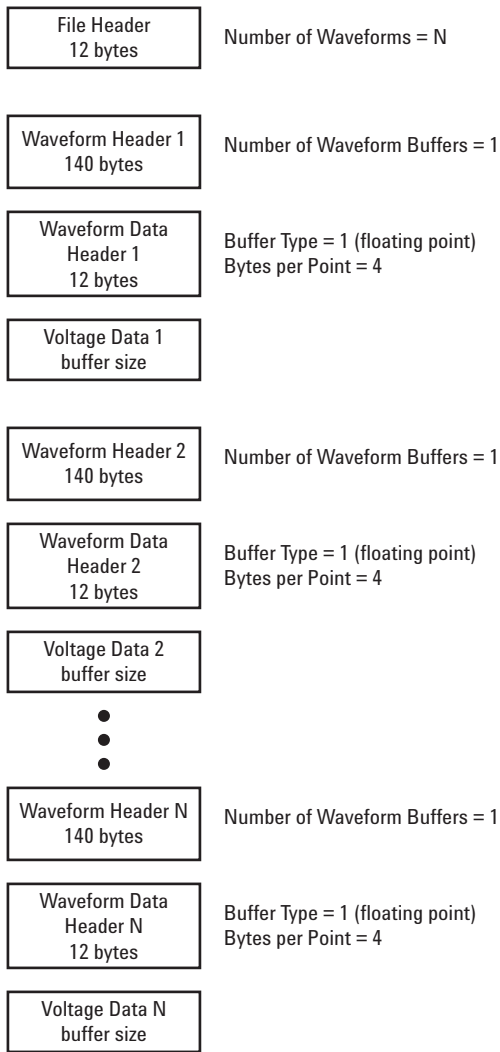 File Header
12 bytes
Number of Waveforms = N
Waveform Header 1
140 bytes
Number of Waveform Buffers = 1
Waveform Data
Header 1
12 bytes
Buffer Type = 1 (floating point)
Bytes per Point = 4
Voltage Data 1
buffer size
Waveform Header 2
140 bytes
Number of Waveform Buffers = 1
Waveform Data
Header 2
12 bytes
Buffer Type = 1 (floating point)
Bytes per Point = 4
Voltage Data 2
buffer size
Waveform Header N
140 bytes
Number of Waveform Buffers = 1
Waveform Data
Header N
12 bytes
Buffer Type = 1 (floating point)
Bytes per Point = 4
Voltage Data N
buffer size